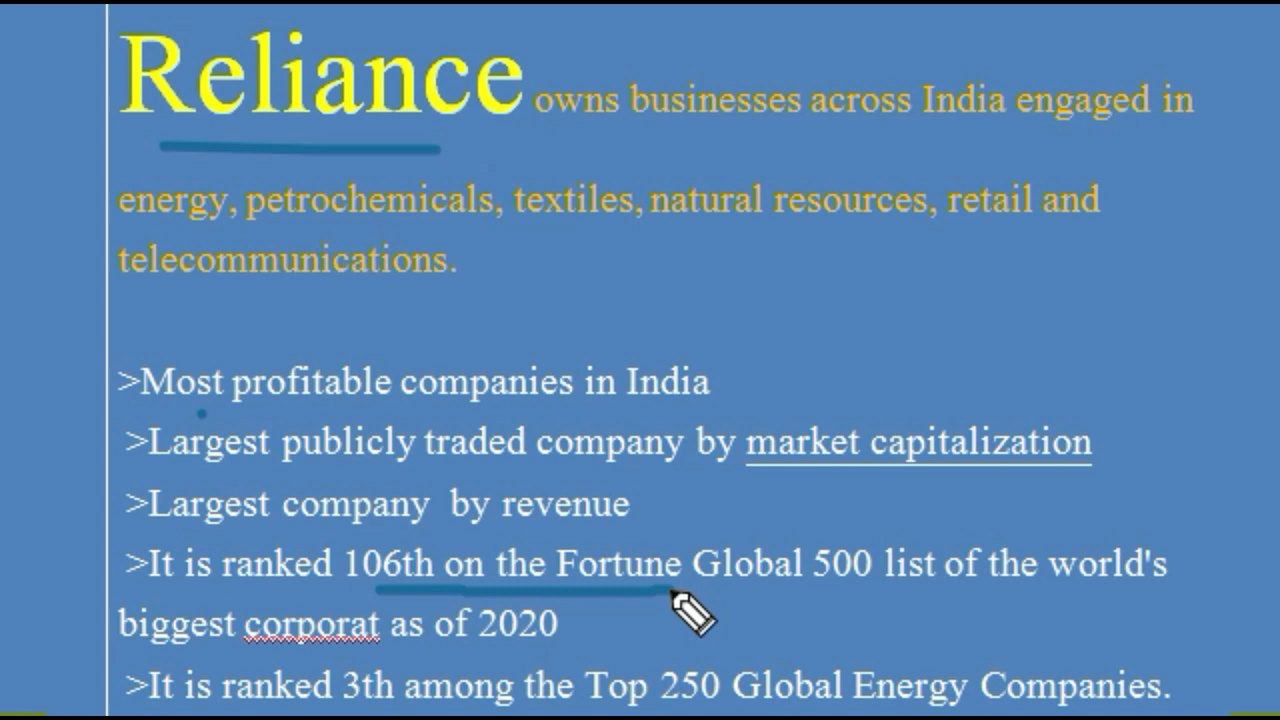 Reliance owns businesses across India engaged in
energy, petrochemicals, textiles, natural resources, retail and
telecommunications.
>Most profitable companies in India
>Largest publicly traded company by market capitalization
>Largest company by revenue
>It is ranked 106th on the Fortune Global 500 list of the world's
biggest corporat as of 2020
>It is ranked 3th among the Top 250 Global Energy Companies.